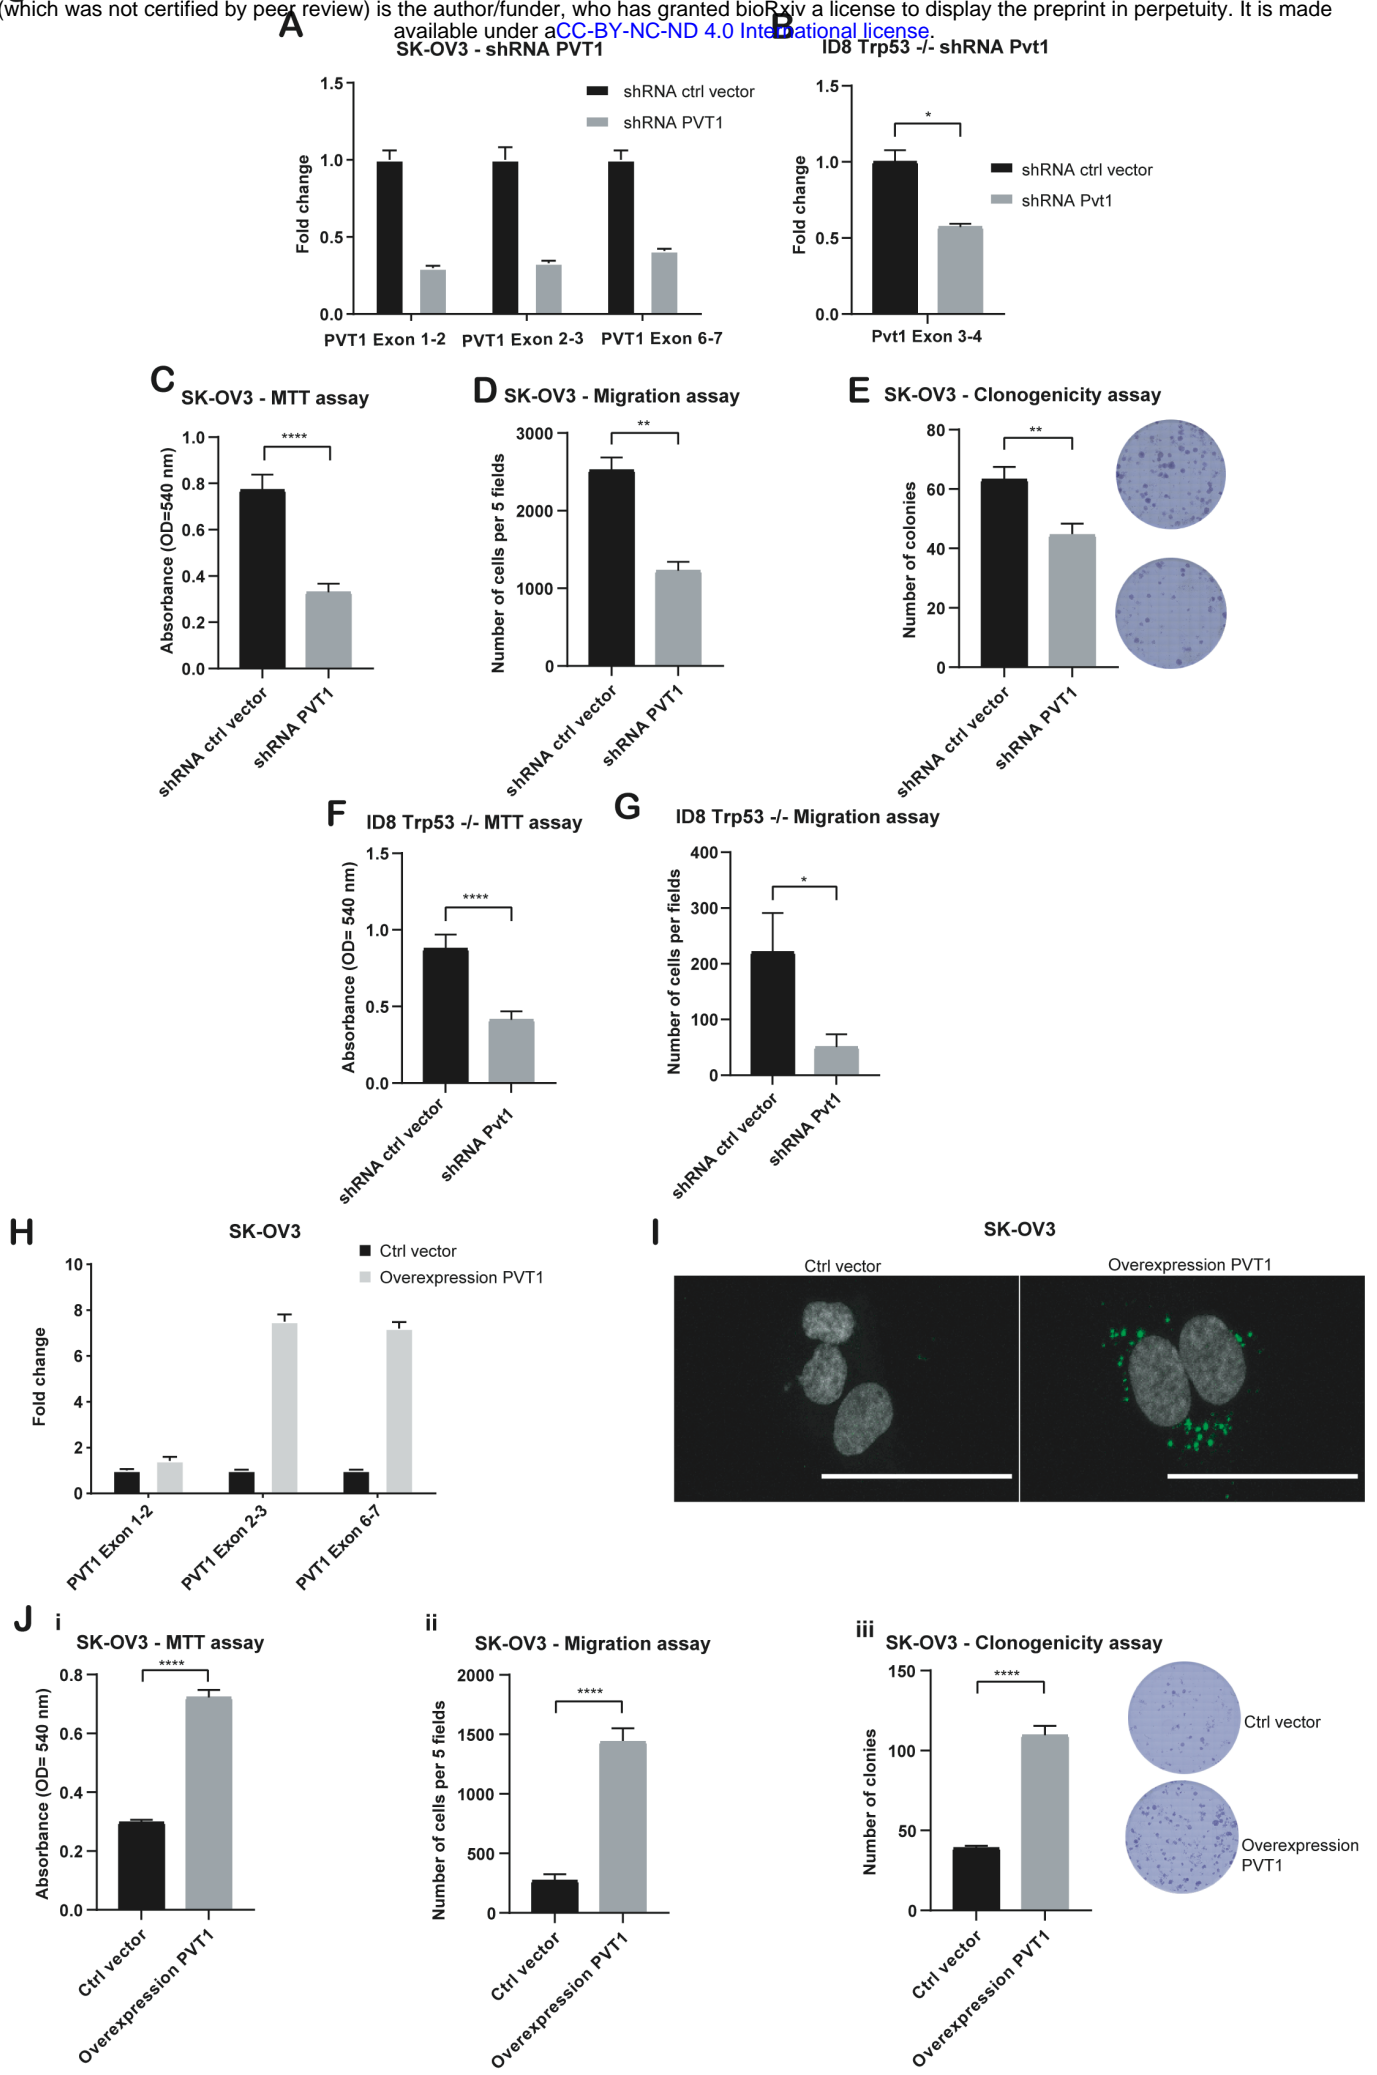 (which was not certified by peer review) is the author/funder, who has granted bioRxiv a license to display the preprint in perpetuity. It is made
available under aCC-BY-NC-ND 4.0 International license.
A
SK-OV3 - shRNA PVT1
Fold change
1.5
1.0
0.5
0.0
shRNA ctrl vector
shRNA PVT1
PVT1 Exon 1-2
PVT1 Exon 2-3
PVT1 Exon 6-7
B
ID8 Trp53 -/- shRNA Pvt1
Fold change
1.5
1.0
0.5
0.0
*
shRNA ctrl vector
shRNA Pvt1
Pvt1 Exon 3-4
C
SK-OV3 - MTT assay
Absorbance (OD=540 nm)
1.0
0.8
0.6
0.4
0.2
0.0
****
shRNA ctrl vector
shRNA PVT1
D
SK-OV3 - Migration assay
Number of cells per 5 fields
3000
2000
1000
0
**
shRNA ctrl vector
shRNA PVT1
E
SK-OV3 - Clonogenicity assay
Number of colonies
80
60
40
20
0
**
shRNA ctrl vector
shRNA PVT1
F
ID8 Trp53 -/- MTT assay
Absorbance (OD= 540 nm)
1.5
1.0
0.5
0.0
****
shRNA ctrl vector
shRNA Pvt1
G
ID8 Trp53 -/- Migration assay
Number of cells per fields
400
300
200
100
0
*
shRNA ctrl vector
shRNA Pvt1
H
SK-OV3
Fold change
10
8
6
4
2
0
Ctrl vector
Overexpression PVT1
PVT1 Exon 1-2
PVT1 Exon 2-3
PVT1 Exon 6-7
I
SK-OV3
Ctrl vector
Overexpression PVT1
J
i
SK-OV3 - MTT assay
Absorbance (OD= 540 nm)
0.8
0.6
0.4
0.2
0.0
****
Ctrl vector
Overexpression PVT1
ii
SK-OV3 - Migration assay
Number of cells per 5 fields
2000
1500
1000
500
0
****
Ctrl vector
Overexpression PVT1
iii
SK-OV3 - Clonogenicity assay
Number of clonies
150
100
50
0
****
Ctrl vector
Overexpression PVT1
Ctrl vector
Overexpression
PVT1